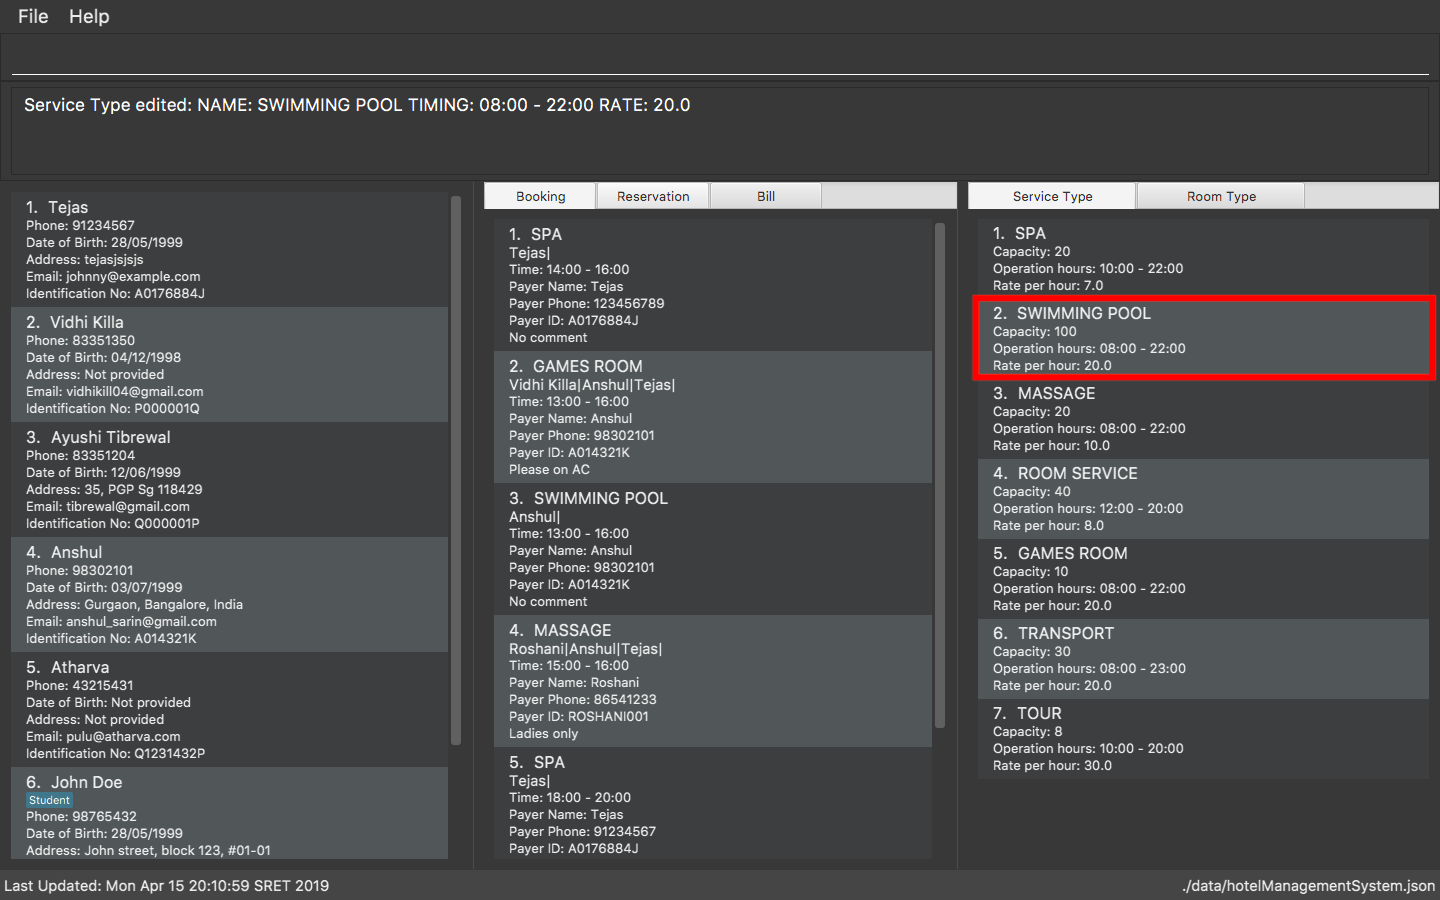 File Help
Service Type edited: NAME: SWIMMING POOL TIMING: 08:00 - 22:00 RATE: 20.0
1. Tejas
Phone: 91234567
Date of Birth: 28/05/1999
Address: tejasjsjsjs
Email: johnny@example.com
Identification No: A0176884J
2. Vidhi Killa
Phone: 83351350
Date of Birth: 04/12/1998
Address: Not provided
Email: vidhikill04@gmail.com
Identification No: P000001Q
3. Ayushi Tibrewal
Phone: 83351204
Date of Birth: 12/06/1999
Address: 35, PGP Sg 118429
Email: tibrewal@gmail.com
Identification No: Q000001P
4. Anshul
Phone: 98302101
Date of Birth: 03/07/1999
Address: Gurgaon, Bangalore, India
Email: anshul_sarin@gmail.com
Identification No: A014321K
5. Atharva
Phone: 43215431
Date of Birth: Not provided
Address: Not provided
Email: pulu@atharva.com
Identification No: Q1231432P
6. John Doe
Student
Phone: 98765432
Date of Birth: 28/05/1999
Address: John street, block 123, #01-01
Booking Reservation Bill
1. SPA
Tejas|
Time: 14:00 - 16:00
Payer Name: Tejas
Payer Phone: 123456789
Payer ID: A0176884J
No comment
2. GAMES ROOM
Vidhi Killa|Anshul|Tejas|
Time: 13:00 - 16:00
Payer Name: Anshul
Payer Phone: 98302101
Payer ID: A014321K
Please on AC
3. SWIMMING POOL
Anshul|
Time: 13:00 - 16:00
Payer Name: Anshul
Payer Phone: 98302101
Payer ID: A014321K
No comment
4. MASSAGE
Roshani|Anshul|Tejas|
Time: 15:00 - 16:00
Payer Name: Roshani
Payer Phone: 86541233
Payer ID: ROSHANI001
Ladies only
5. SPA
Tejas|
Time: 18:00 - 20:00
Payer Name: Tejas
Payer Phone: 91234567
Payer ID: A0176884J
Service Type Room Type
1. SPA
Capacity: 20
Operation hours: 10:00 - 22:00
Rate per hour: 7.0
2. SWIMMING POOL
Capacity: 100
Operation hours: 08:00 - 22:00
Rate per hour: 20.0
3. MASSAGE
Capacity: 20
Operation hours: 08:00 - 22:00
Rate per hour: 10.0
4. ROOM SERVICE
Capacity: 40
Operation hours: 12:00 - 20:00
Rate per hour: 8.0
5. GAMES ROOM
Capacity: 10
Operation hours: 08:00 - 22:00
Rate per hour: 20.0
6. TRANSPORT
Capacity: 30
Operation hours: 08:00 - 23:00
Rate per hour: 20.0
7. TOUR
Capacity: 8
Operation hours: 10:00 - 20:00
Rate per hour: 30.0
Last Updated: Mon Apr 15 20:10:59 SRET 2019
./data/hotelManagementSystem.json